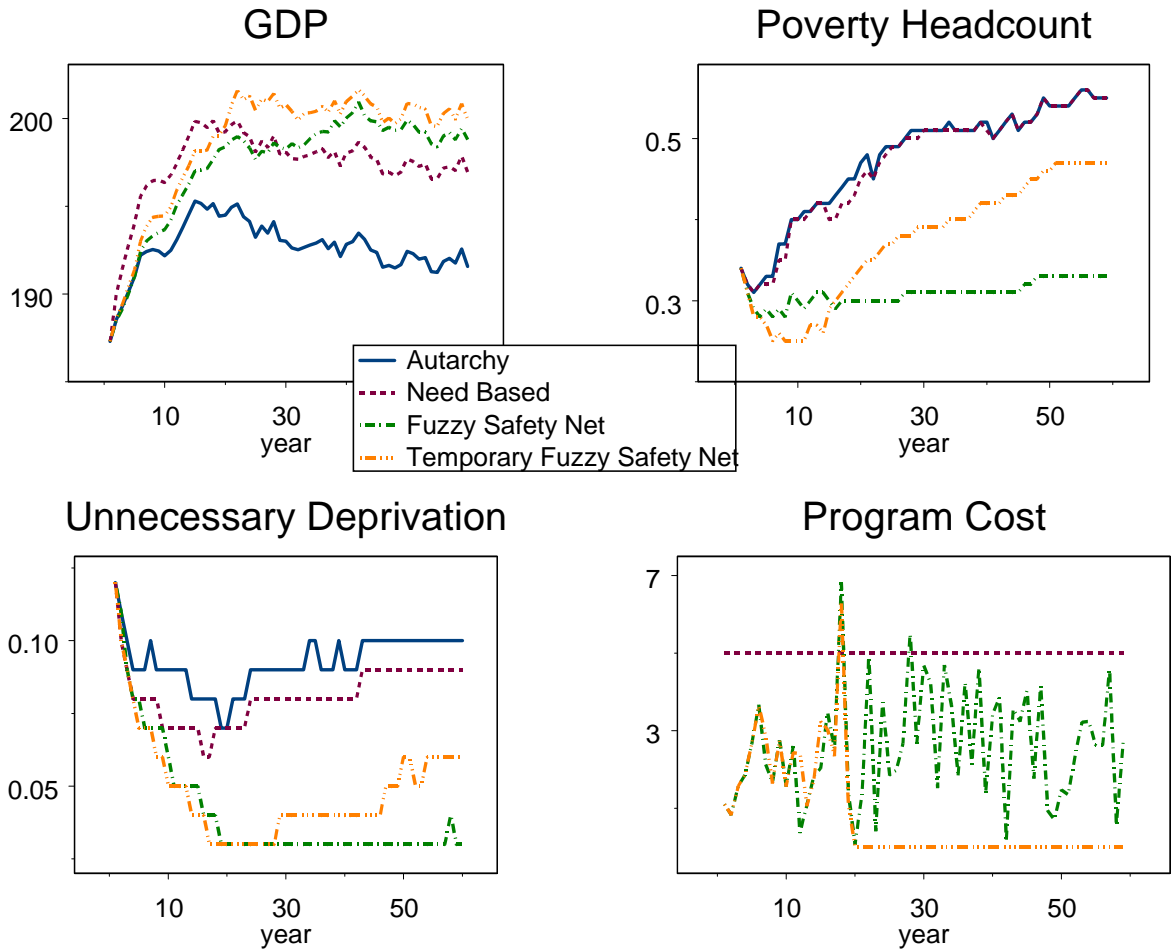 GDP
Poverty Headcount
200
190
10
30
year
0.5
0.3
10
30
50
year
Autarchy
Need Based
Fuzzy Safety Net
Temporary Fuzzy Safety Net
Unnecessary Deprivation
Program Cost
0.10
0.05
10
30
50
year
7
3
10
30
50
year